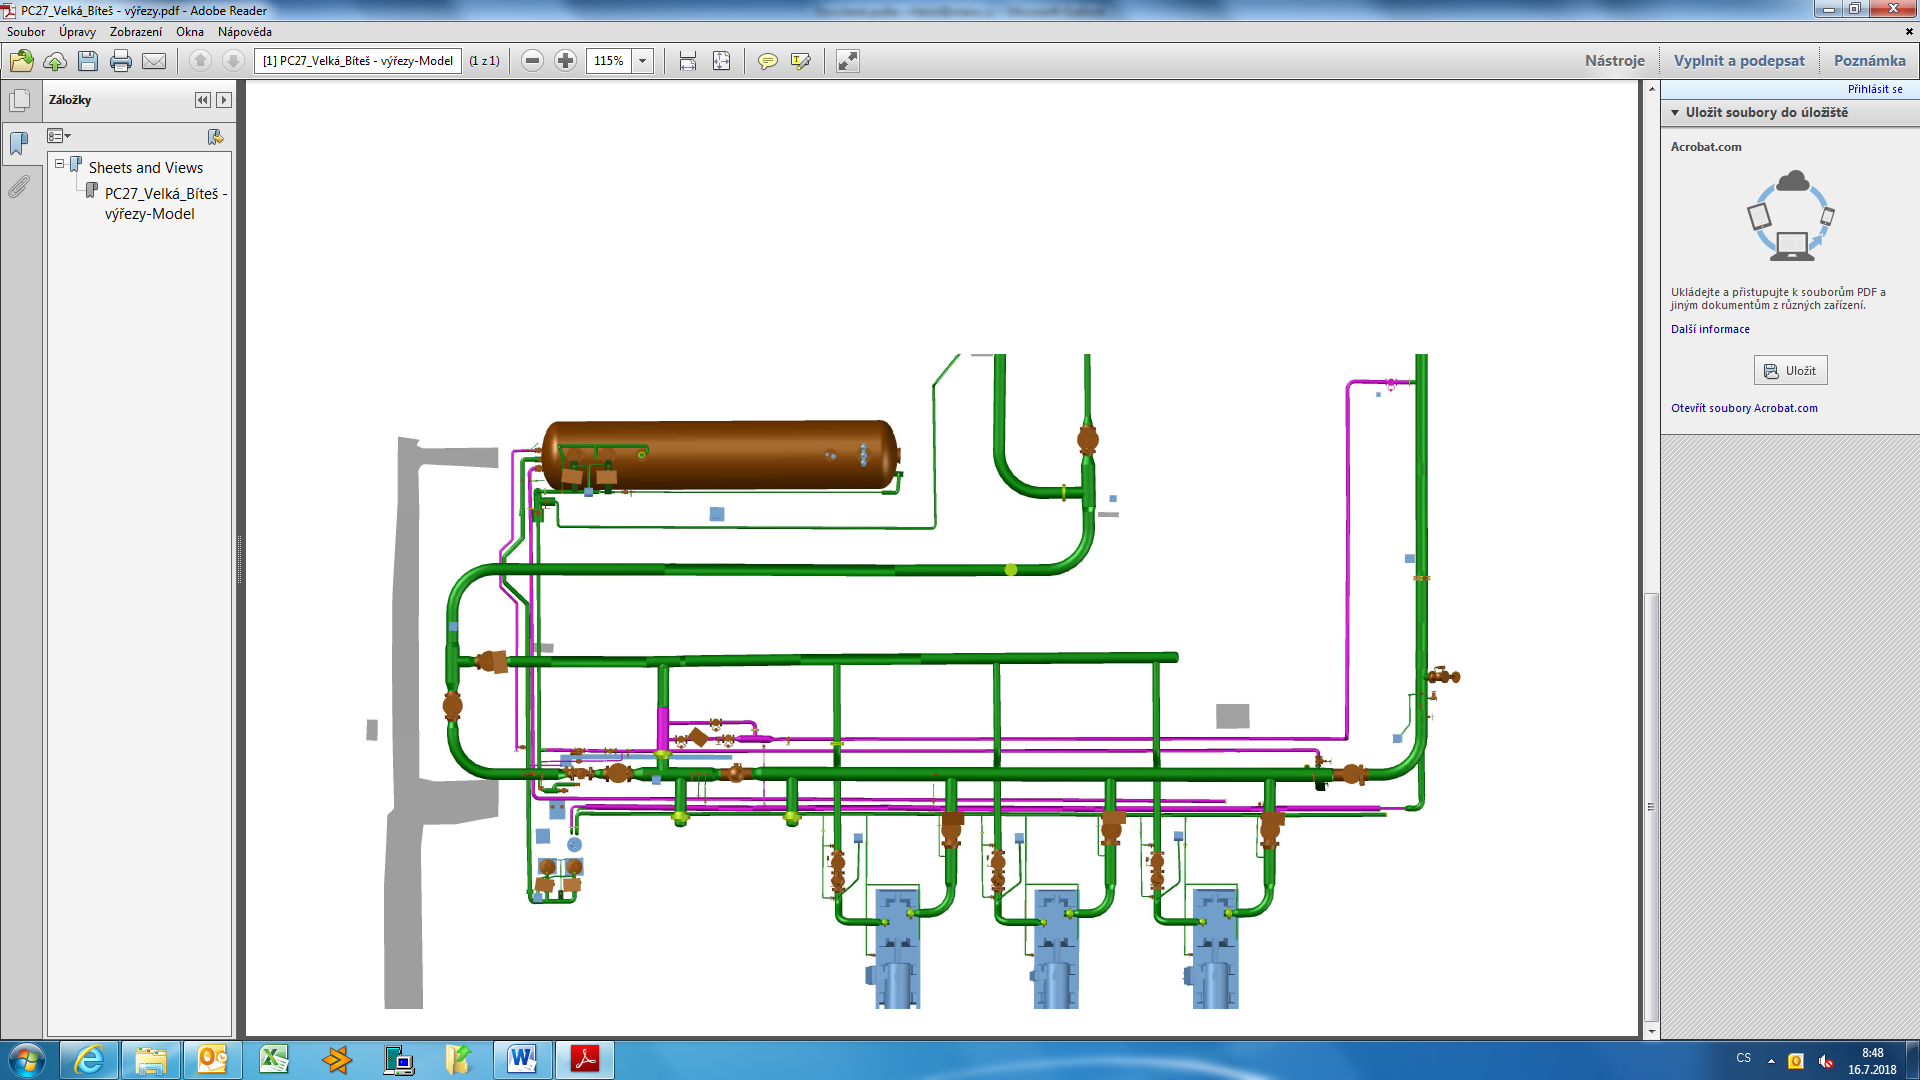 PC27_Velká_Bíteš - výřezy.pdf - Adobe Reader
Soubor Úpravy Zobrazení Okna Nápověda
[1] PC27_Velká_Bíteš - výřezy-Model (1 z 1) 115% Nástroje Vyplnit a podepsat Poznámka
Záložky
Sheets and Views
PC27_Velká_Bíteš -
výřezy-Model
Přihlásit se
Uložit soubory do úložiště
Acrobat.com
Ukládejte a přistupujte k souborům PDF a
jiným dokumentům z různých zařízení.
Další informace
Uložit
Otevřít soubory Acrobat.com
CS
8:48
16.7.2018